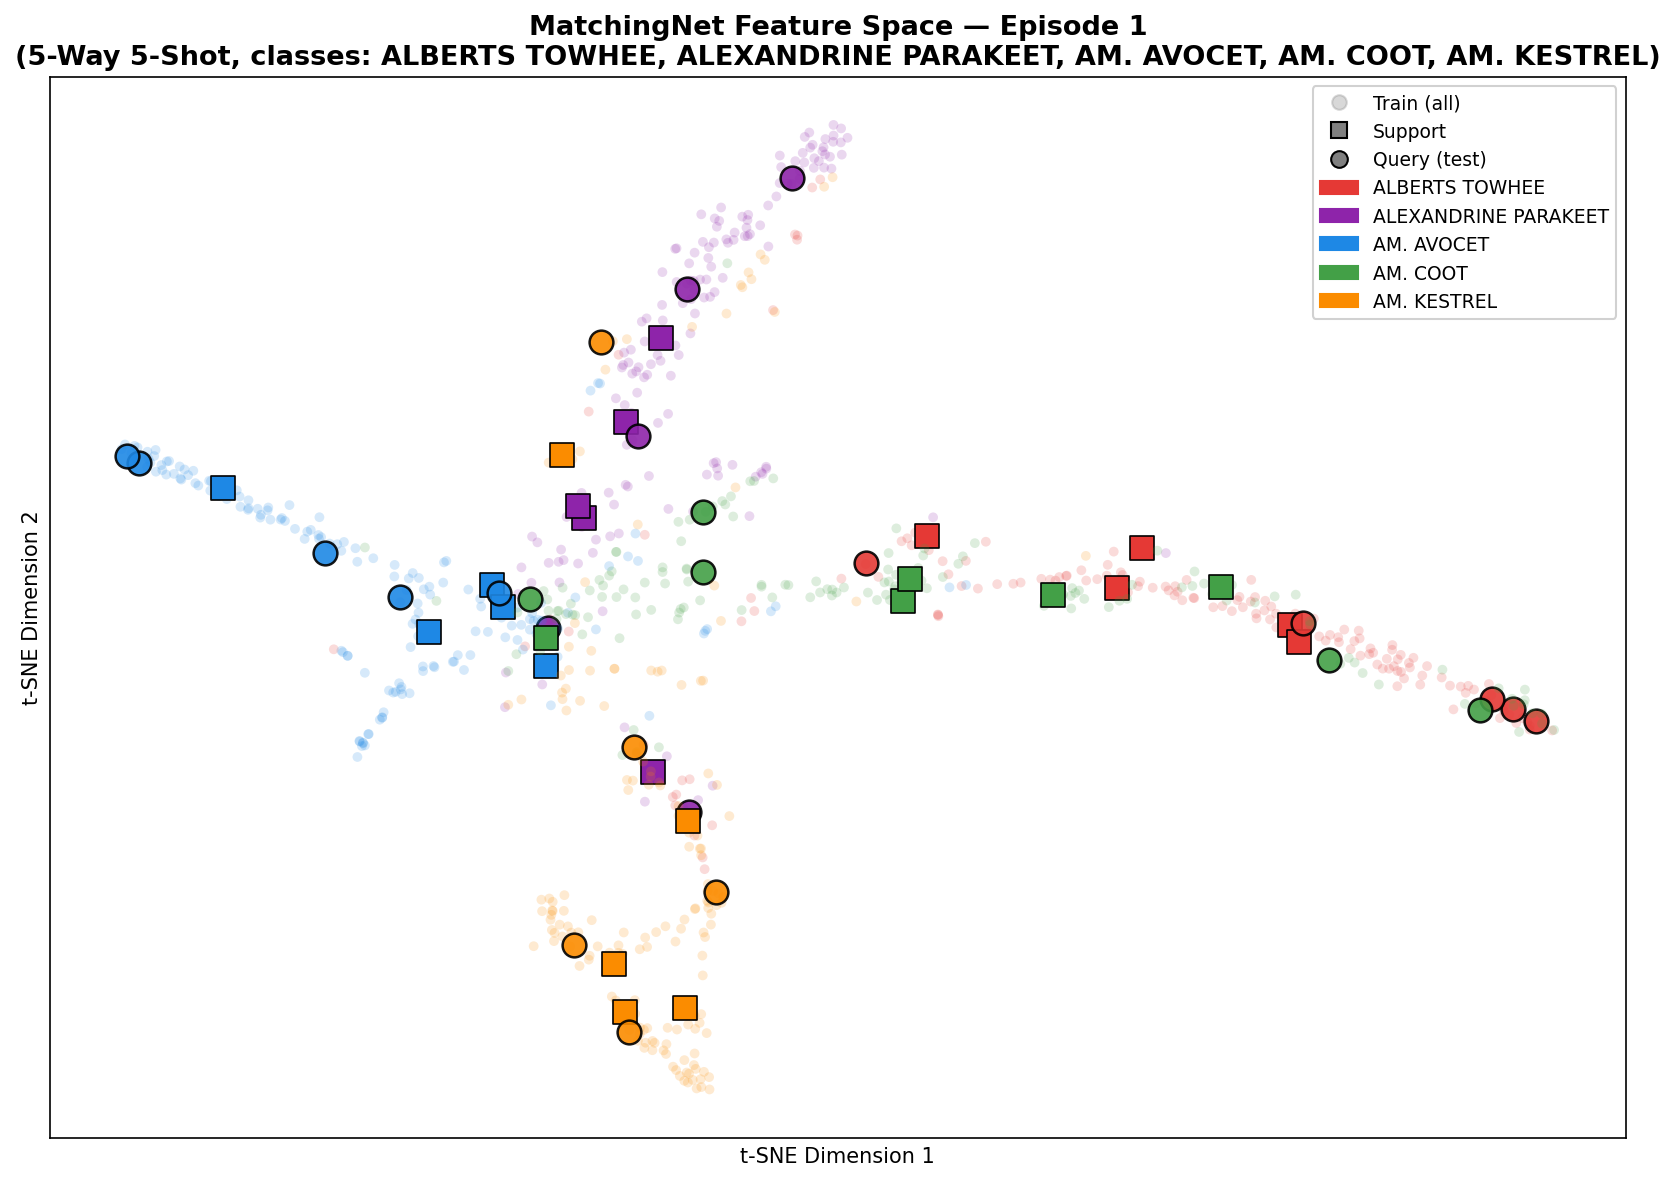 MatchingNet Feature Space — Episode 1
(5-Way 5-Shot, classes: ALBERTS TOWHEE, ALEXANDRINE PARAKEET, AM. AVOCET, AM. COOT, AM. KESTREL)
Train (all)
Support
Query (test)
ALBERTS TOWHEE
ALEXANDRINE PARAKEET
AM. AVOCET
AM. COOT
AM. KESTREL
t-SNE Dimension 2
t-SNE Dimension 1